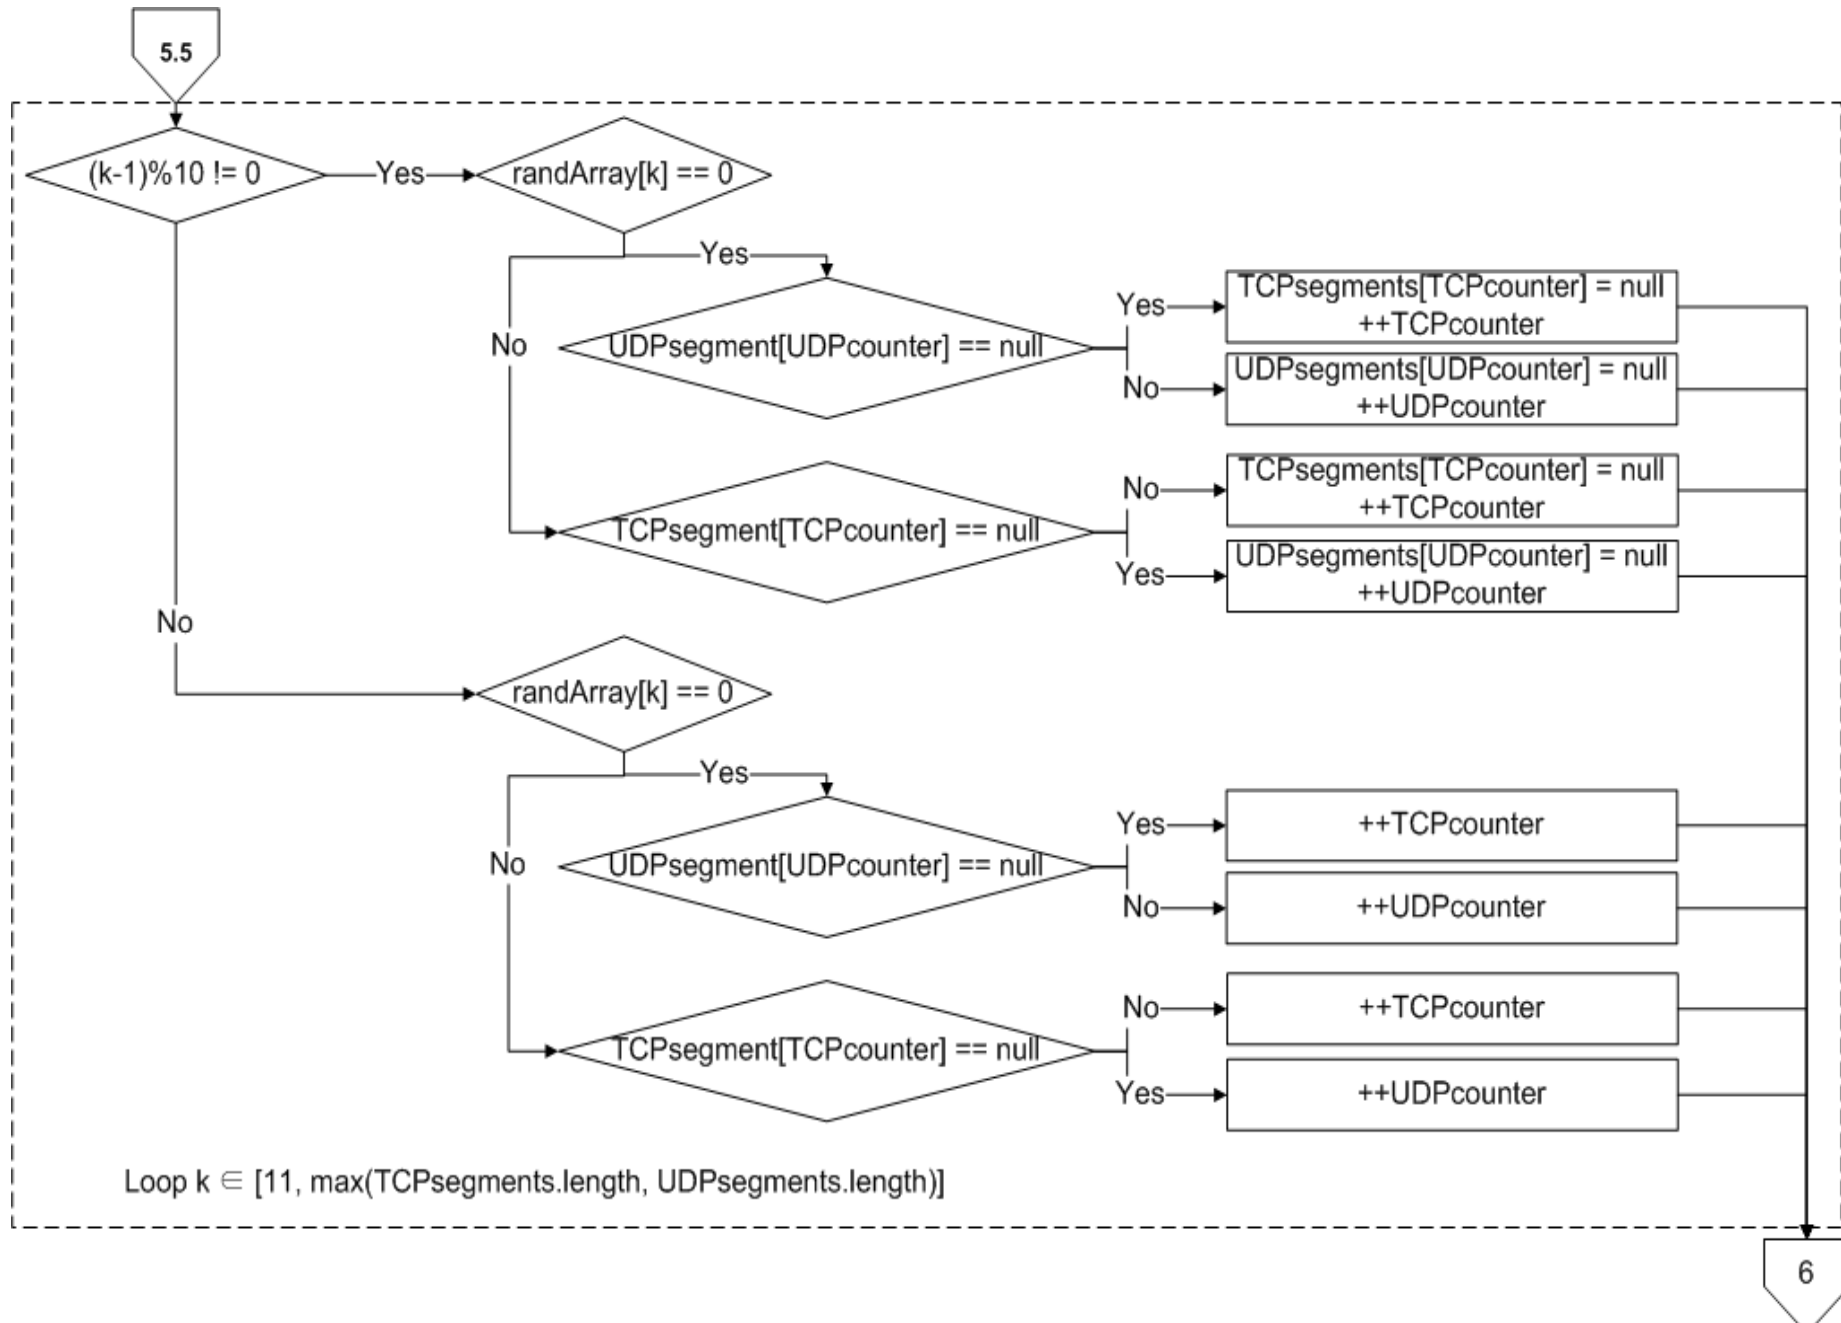 5.5
(k-1)%10 != 0
Yes
randArray[k] == 0
Yes
No
UDPsegment[UDPcounter] == null
Yes
TCPsegments[TCPcounter] = null
++TCPcounter
No
UDPsegments[UDPcounter] = null
++UDPcounter
TCPsegment[TCPcounter] == null
No
TCPsegments[TCPcounter] = null
++TCPcounter
Yes
UDPsegments[UDPcounter] = null
++UDPcounter
No
randArray[k] == 0
Yes
No
UDPsegment[UDPcounter] == null
Yes
++TCPcounter
No
++UDPcounter
TCPsegment[TCPcounter] == null
No
++TCPcounter
Yes
++UDPcounter
Loop k ∈ [11, max(TCPsegments.length, UDPsegments.length)]
6